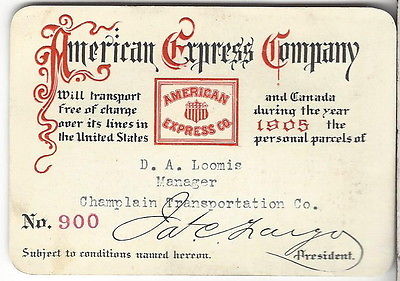 American Express Company
Will transport
free of charge
over its lines in
the United States
AMERICAN
EXPRESS CO.
and Canada
during the year
1905 the
personal parcels of
D. A. Loomis
Manager
Champlain Transportation Co.
No. 900
Jas C. Fargo
Subject to conditions named hereon.
President.